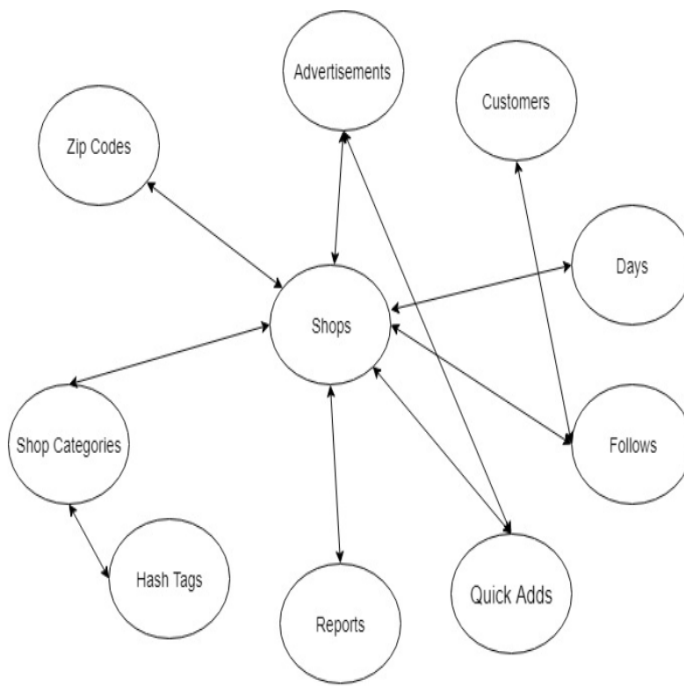 Advertisements
Customers
Zip Codes
Days
Shops
Shop Categories
Follows
Hash Tags
Quick Adds
Reports